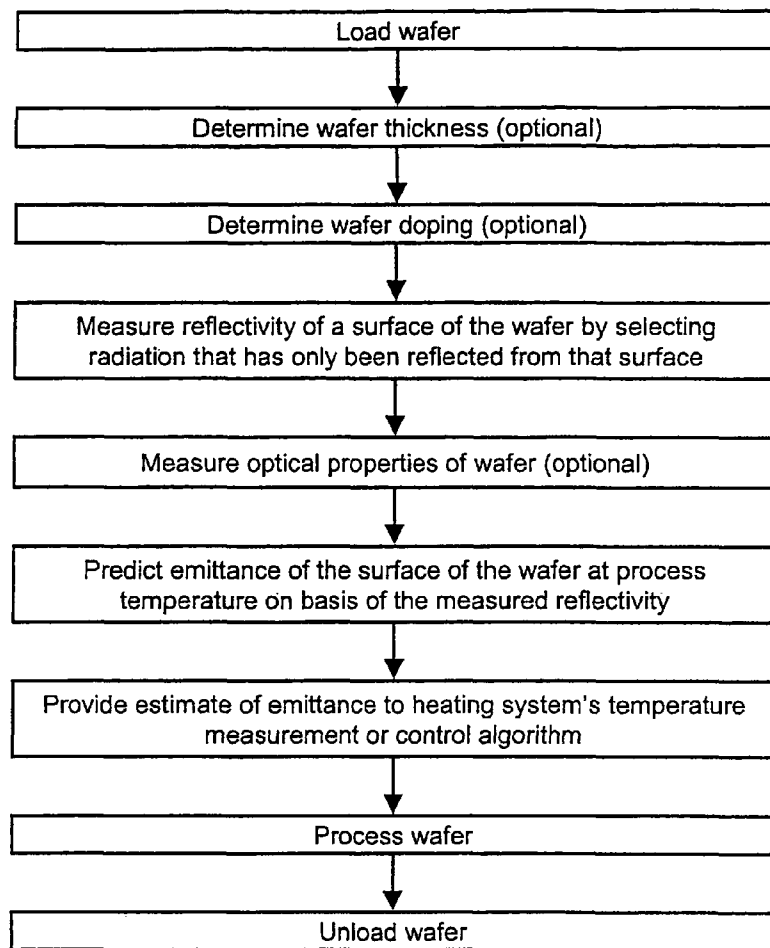 Load wafer
Determine wafer thickness (optional)
Determine wafer doping (optional)
Measure reflectivity of a surface of the wafer by selecting
radiation that has only been reflected from that surface
Measure optical properties of wafer (optional)
Predict emittance of the surface of the wafer at process
temperature on basis of the measured reflectivity
Provide estimate of emittance to heating system's temperature
measurement or control algorithm
Process wafer
Unload wafer